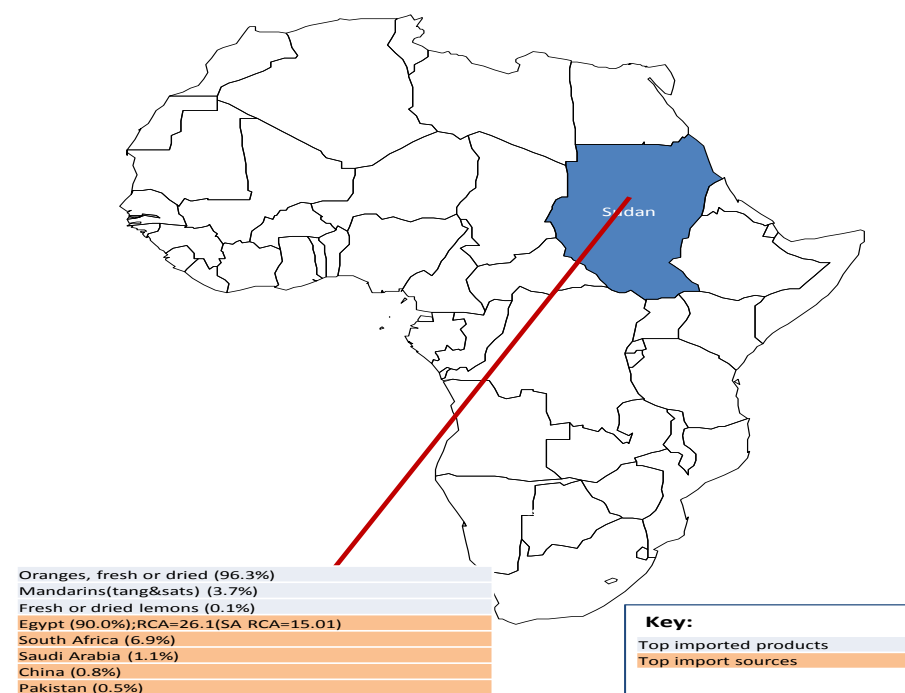 Sudan
Oranges, fresh or dried (96.3%)
Mandarins(tang&sats) (3.7%)
Fresh or dried lemons (0.1%)
Egypt (90.0%);RCA=26.1(SA RCA=15.01)
South Africa (6.9%)
Saudi Arabia (1.1%)
China (0.8%)
Pakistan (0.5%)
Key:
Top imported products
Top import sources